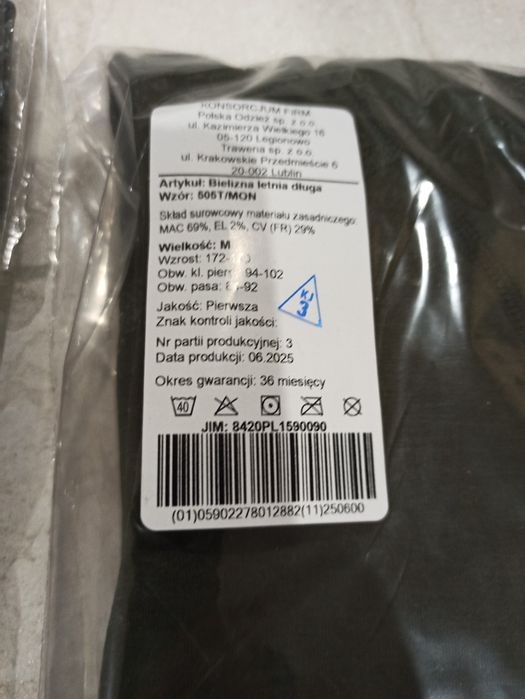 KONSORCJUM FIRM
Polska Odzież sp. z o.o.
ul. Kazimierza Wielkiego 16
05-120 Legionowo
Trawena sp. z o.o.
ul. Krakowskie Przedmieście 6
20-002 Lublin
Artykuł: Bielizna letnia długa
Wzór: 505T/MON
Skład surowcowy materiału zasadniczego:
MAC 69%, EL 2%, CV (FR) 29%
Wielkość: M
Wzrost: 172-
Obw. kl. 94-102
Obw. pasa: -92
Jakość: Pierwsza
Znak kontroli jakości:
KJ
3
Nr partii produkcyjnej: 3
Data produkcji: 06.2025
Okres gwarancji: 36 miesięcy
40
JIM: 8420PL1590090
(01)05902278012882(11)250600